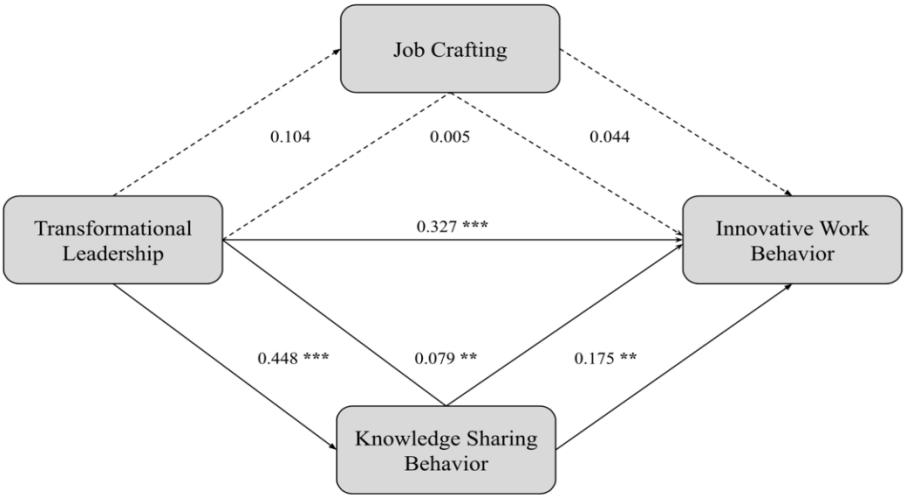 Job Crafting
0.104
0.005
0.044
Transformational
Leadership
0.327 ***
Innovative Work
Behavior
0.448 ***
0.079 **
0.175 **
Knowledge Sharing
Behavior